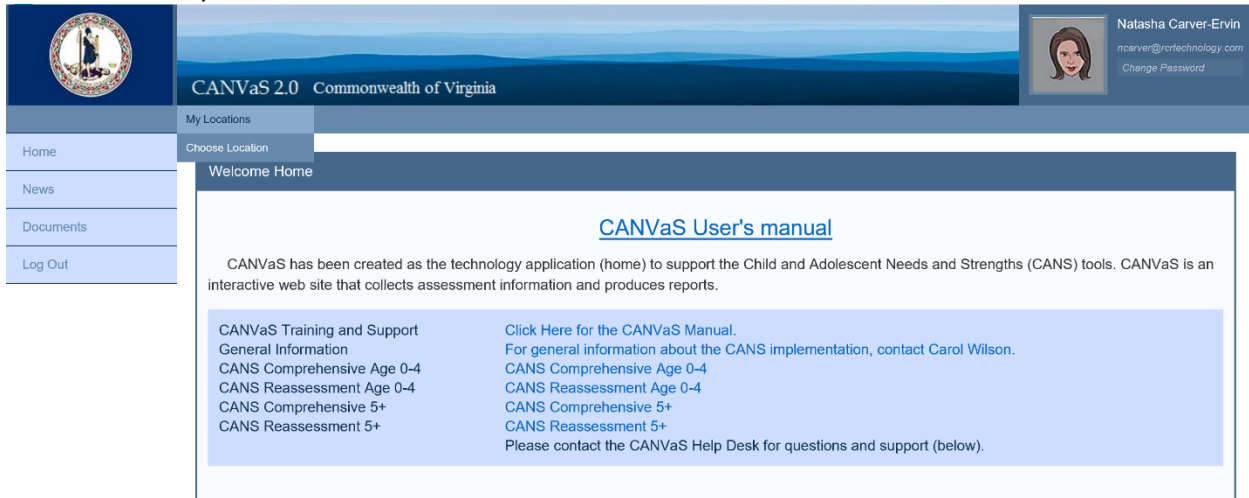 Natasha Carver-Ervin
ncarver@rcrtechnology.com
Change Password
CANVaS 2.0 Commonwealth of Virginia
My Locations
Choose Location
Home
News
Documents
Log Out
Welcome Home
CANVaS User's manual
CANVaS has been created as the technology application (home) to support the Child and Adolescent Needs and Strengths (CANS) tools. CANVaS is an
interactive web site that collects assessment information and produces reports.
CANVaS Training and Support Click Here for the CANVaS Manual.
General Information For general information about the CANS implementation, contact Carol Wilson.
CANS Comprehensive Age 0-4 CANS Comprehensive Age 0-4
CANS Reassessment Age 0-4 CANS Reassessment Age 0-4
CANS Comprehensive 5+ CANS Comprehensive 5+
CANS Reassessment 5+ CANS Reassessment 5+
Please contact the CANVaS Help Desk for questions and support (below).